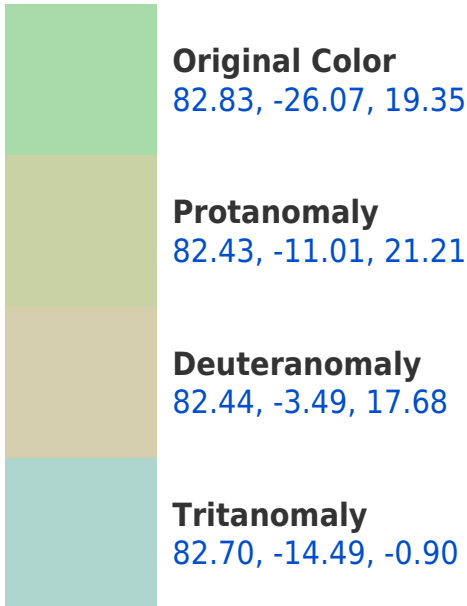 Original Color
82.83, -26.07, 19.35
Protanomaly
82.43, -11.01, 21.21
Deuteranomaly
82.44, -3.49, 17.68
Tritanomaly
82.70, -14.49, -0.90